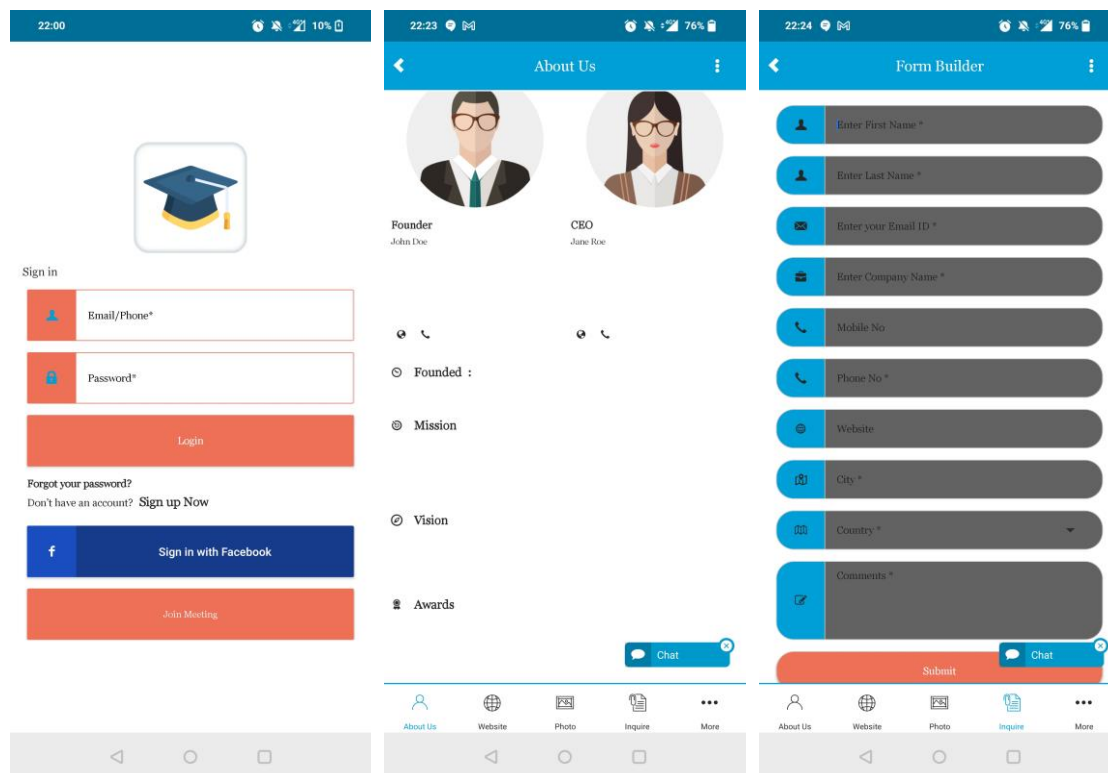 22:00
10%
Sign in
Email/Phone*
Password*
Login
Forgot your password?
Don't have an account? Sign up Now
f
Sign in with Facebook
Join Meeting
22:23
76%
About Us
Founder
John Doe
CEO
Jane Roe
Founded :
Mission
Vision
Awards
Chat
About Us
Website
Photo
Inquire
More
22:24
76%
Form Builder
Enter First Name *
Enter Last Name *
Enter your Email ID *
Enter Company Name *
Mobile No
Phone No *
Website
City *
Country *
Comments *
Chat
Submit
About Us
Website
Photo
Inquire
More